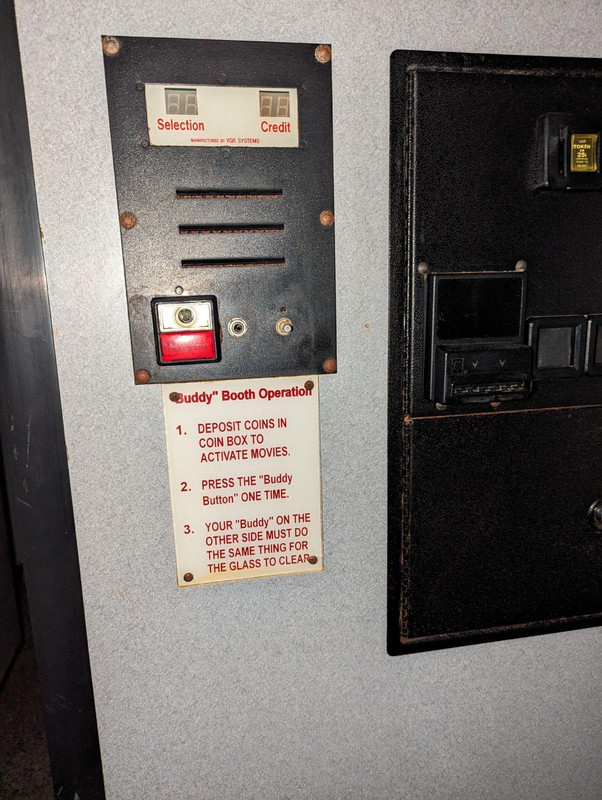 Selection
Credit
MANUFACTURED BY VGR SYSTEMS
TOKEN
25¢
"Buddy" Booth Operation
1. DEPOSIT COINS IN
COIN BOX TO
ACTIVATE MOVIES.
2. PRESS THE "Buddy
Button" ONE TIME.
3. YOUR "Buddy" ON THE
OTHER SIDE MUST DO
THE SAME THING FOR
THE GLASS TO CLEAR